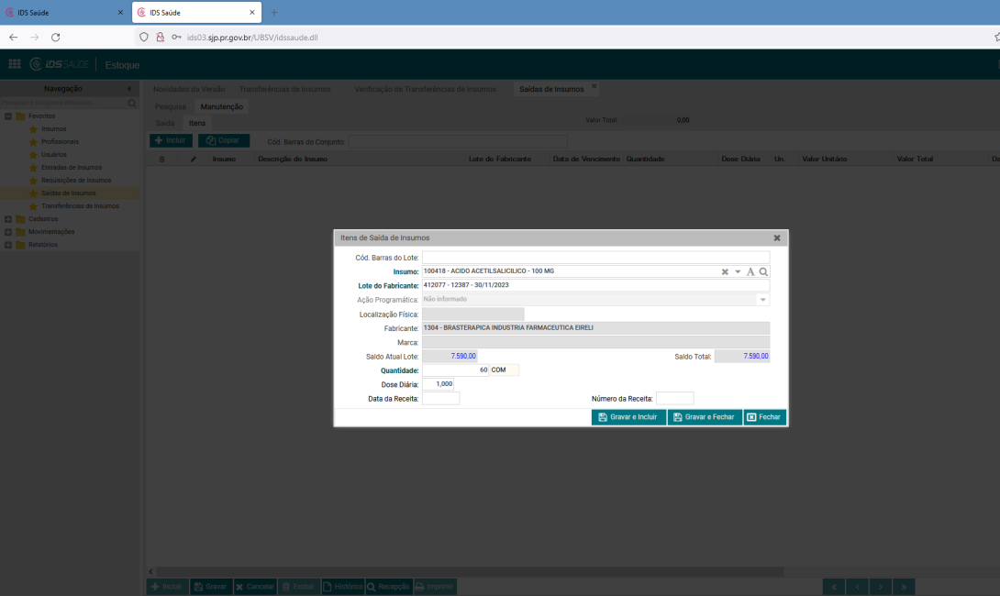 IDS Saúde × IDS Saúde × +
ids03.sjp.pr.gov.br/UBSV/idssaude.dll
IDS SAÚDE Estoque
Navegação
Favoritos
Insumos
Profissionais
Usuários
Entradas de Insumos
Requisições de Insumos
Saídas de Insumos
Transferências de Insumos
Cadastros
Movimentações
Relatórios
Novidades da Versão Transferências de Insumos Verificação de Transferências de Insumos Saídas de Insumos
Pesquisa Manutenção
Saída Itens Valor Total: 0,00
Incluir Copiar Cód. Barras do Conjunto:
Insumo Descrição do Insumo Lote do Fabricante Data de Vencimento Quantidade Dose Diária Un. Valor Unitário Valor Total Da
Itens de Saída de Insumos
Cód. Barras do Lote:
Insumo: 100418 - ACIDO ACETILSALICILICO - 100 MG
Lote do Fabricante: 412077 - 12387 - 30/11/2023
Ação Programática: Não informado
Localização Física:
Fabricante: 1304 - BRASTERAPICA INDUSTRIA FARMACEUTICA EIRELI
Marca:
Saldo Atual Lote: 7.590,00 Saldo Total: 7.590,00
Quantidade: 60 COM
Dose Diária: 1,000
Data da Receita: Número da Receita:
Gravar e Incluir Gravar e Fechar Fechar
Incluir Gravar Cancelar Excluir Histórico Recepção Imprimir